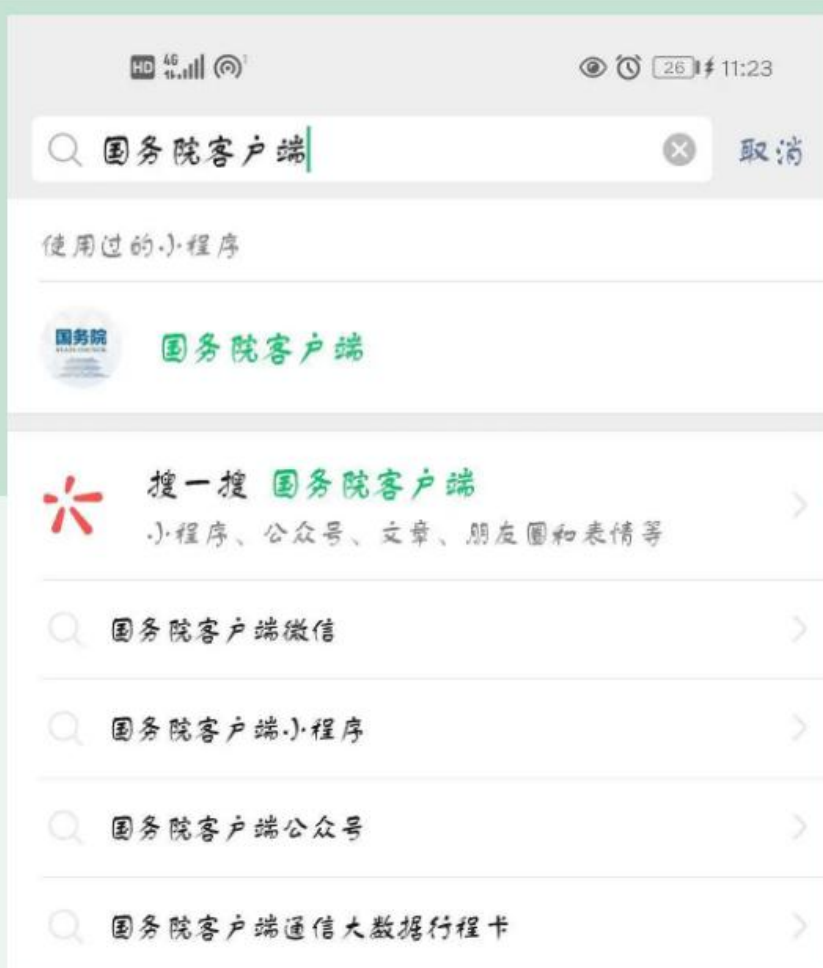 HD 4G 26 11:23
国务院客户端 取消
使用过的小程序
国务院 国务院客户端
搜一搜 国务院客户端
小程序、公众号、文章、朋友圈和表情等
国务院客户端微信
国务院客户端小程序
国务院客户端公众号
国务院客户端通信大数据行程卡